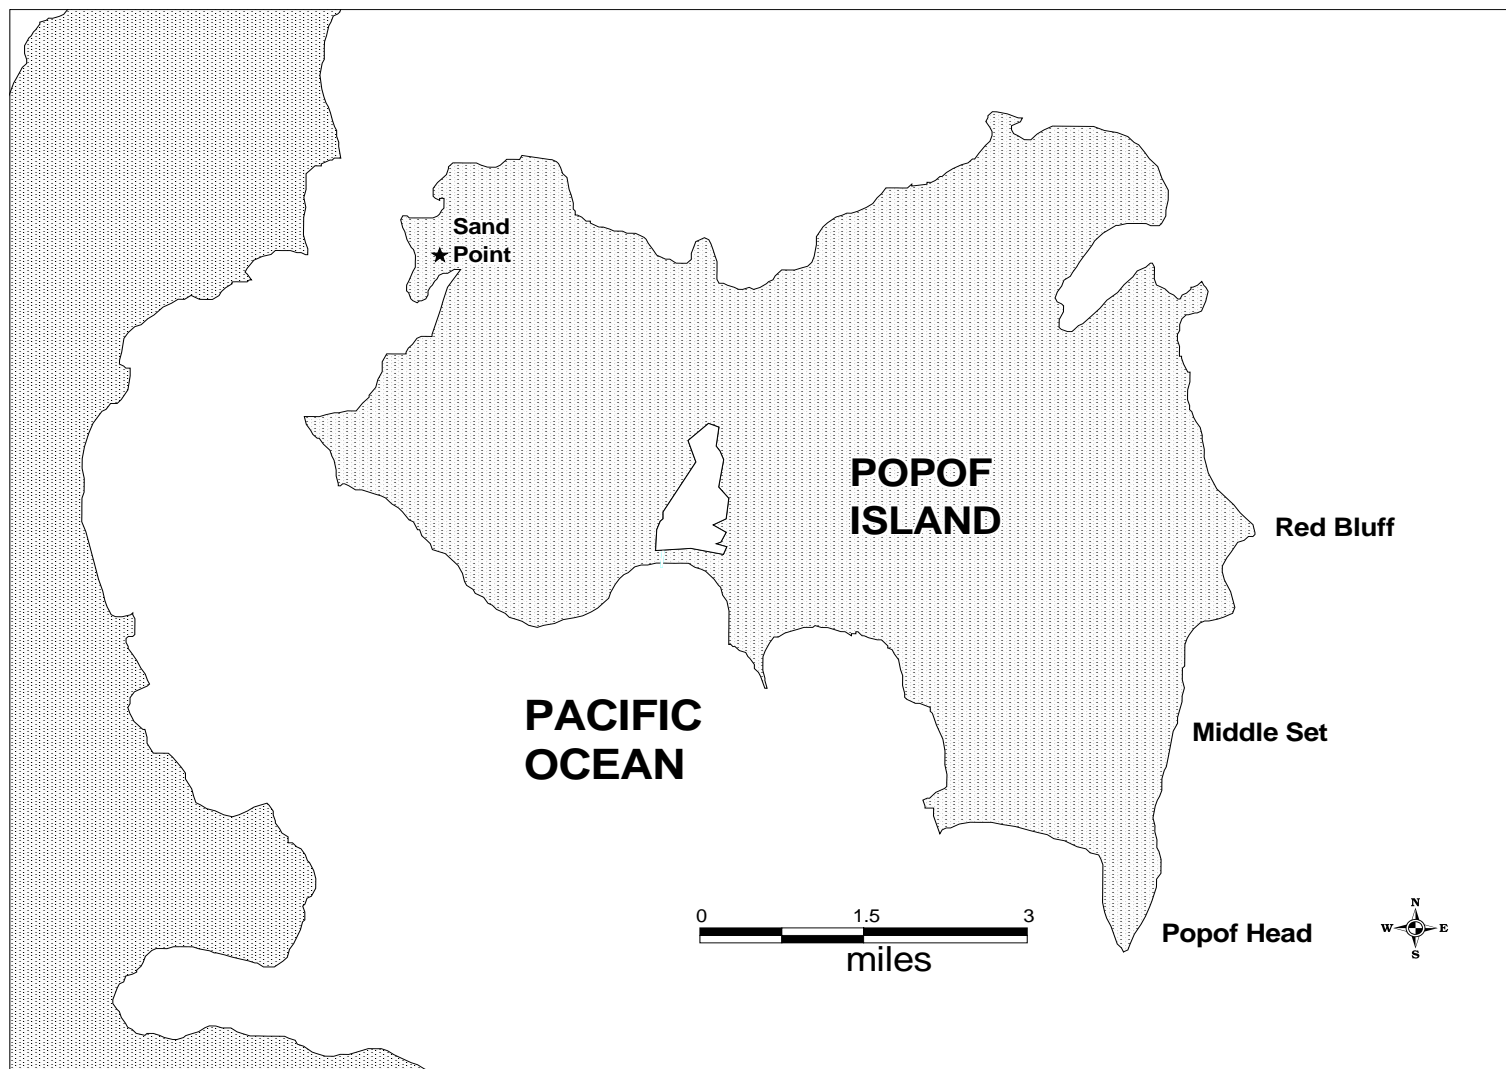 Sand
Point
POPOF
ISLAND
Red Bluff
PACIFIC
OCEAN
Middle Set
0 1.5 3
miles
Popof Head
N
W E
S